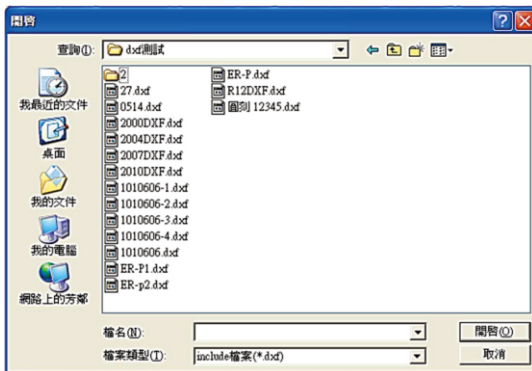 開啓
查詢(I): dxf測試
我最近的文件
桌面
我的文件
我的電腦
網路上的芳鄰
2
27.dxf
0514.dxf
2000DXF.dxf
2004DXF.dxf
2007DXF.dxf
2010DXF.dxf
1010606-1.dxf
1010606-2.dxf
1010606-3.dxf
1010606-4.dxf
1010606.dxf
ER-P1.dxf
ER-p2.dxf
ER-P.dxf
R12DXF.dxf
圓刻 12345.dxf
檔名(N): 開啓(O)
檔案類型(T): include檔案(*.dxf) 取消